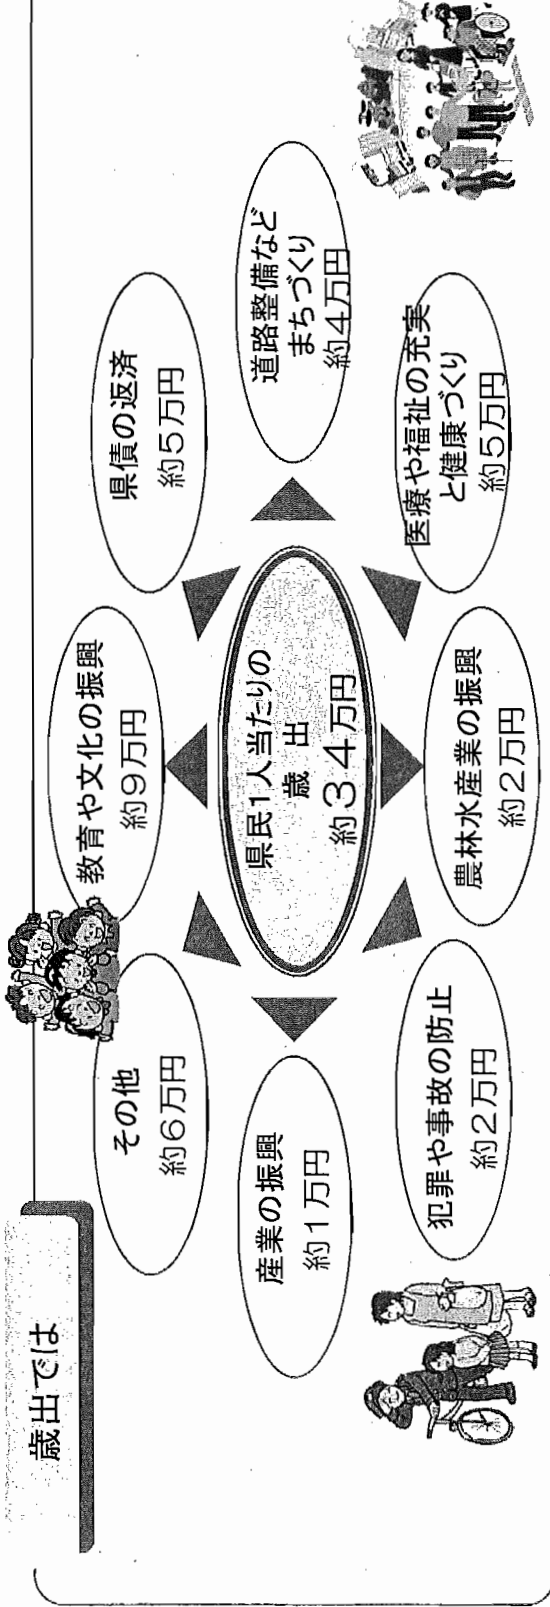 歳出では
県民1人当たりの
歳 出
約34万円
教育や文化の振興
約9万円
県債の返済
約5万円
道路整備など
まちづくり
約4万円
医療や福祉の充実
と健康づくり
約5万円
農林水産業の振興
約2万円
犯罪や事故の防止
約2万円
産業の振興
約1万円
その他
約6万円